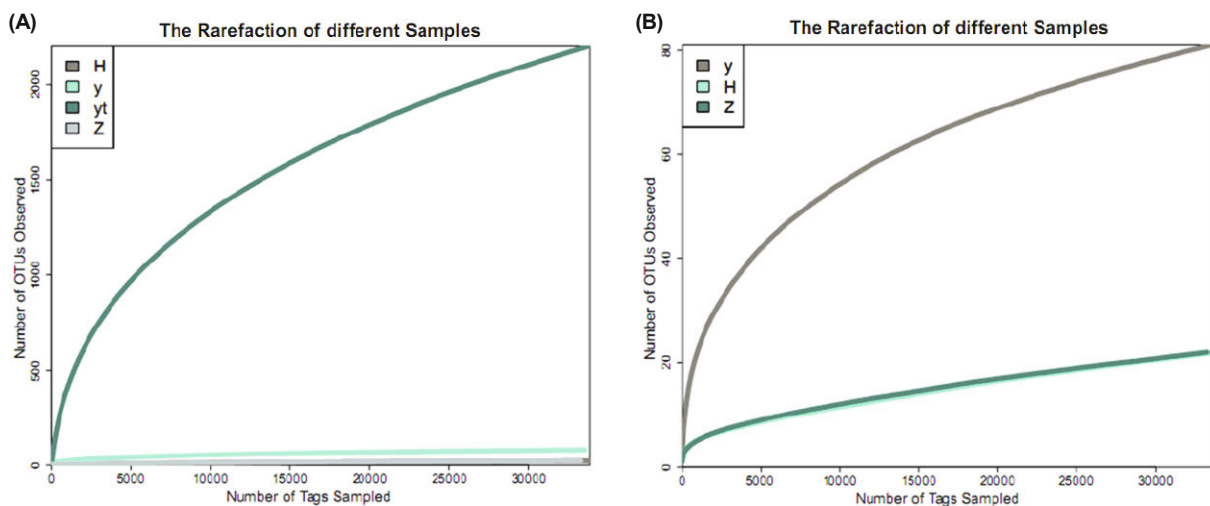 (A)
The Rarefaction of different Samples
H
y
yt
Z
Number of OTUs Observed
0
500
1000
1500
2000
0 5000 10000 15000 20000 25000 30000
Number of Tags Sampled
(B)
The Rarefaction of different Samples
y
H
Z
Number of OTUs Observed
0
20
40
60
80
0 5000 10000 15000 20000 25000 30000
Number of Tags Sampled